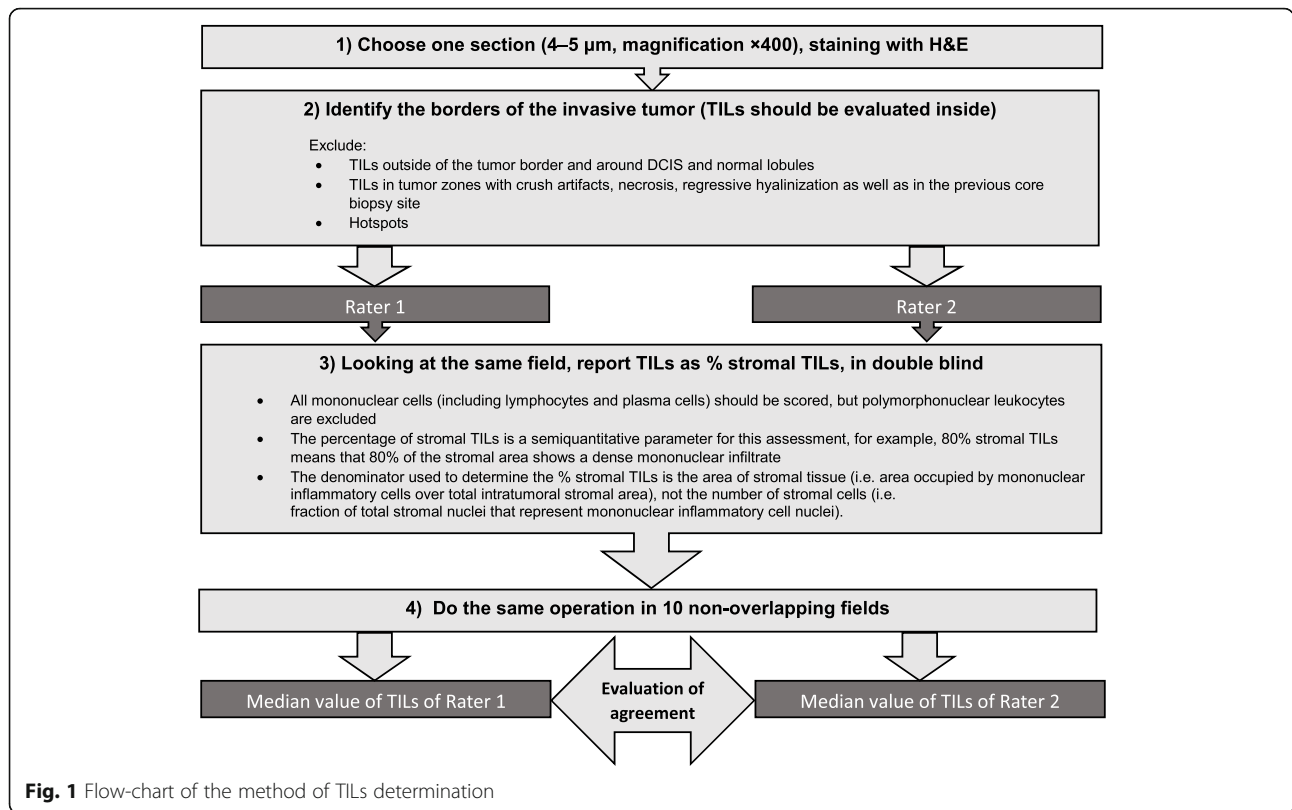 1) Choose one section (4–5 µm, magnification ×400), staining with H&E
2) Identify the borders of the invasive tumor (TILs should be evaluated inside)
Exclude:
• TILs outside of the tumor border and around DCIS and normal lobules
• TILs in tumor zones with crush artifacts, necrosis, regressive hyalinization as well as in the previous core
biopsy site
• Hotspots
Rater 1
Rater 2
3) Looking at the same field, report TILs as % stromal TILs, in double blind
• All mononuclear cells (including lymphocytes and plasma cells) should be scored, but polymorphonuclear leukocytes
are excluded
• The percentage of stromal TILs is a semiquantitative parameter for this assessment, for example, 80% stromal TILs
means that 80% of the stromal area shows a dense mononuclear infiltrate
• The denominator used to determine the % stromal TILs is the area of stromal tissue (i.e. area occupied by mononuclear
inflammatory cells over total intratumoral stromal area), not the number of stromal cells (i.e.
fraction of total stromal nuclei that represent mononuclear inflammatory cell nuclei).
4) Do the same operation in 10 non-overlapping fields
Median value of TILs of Rater 1
Evaluation of
agreement
Median value of TILs of Rater 2
Fig. 1 Flow-chart of the method of TILs determination